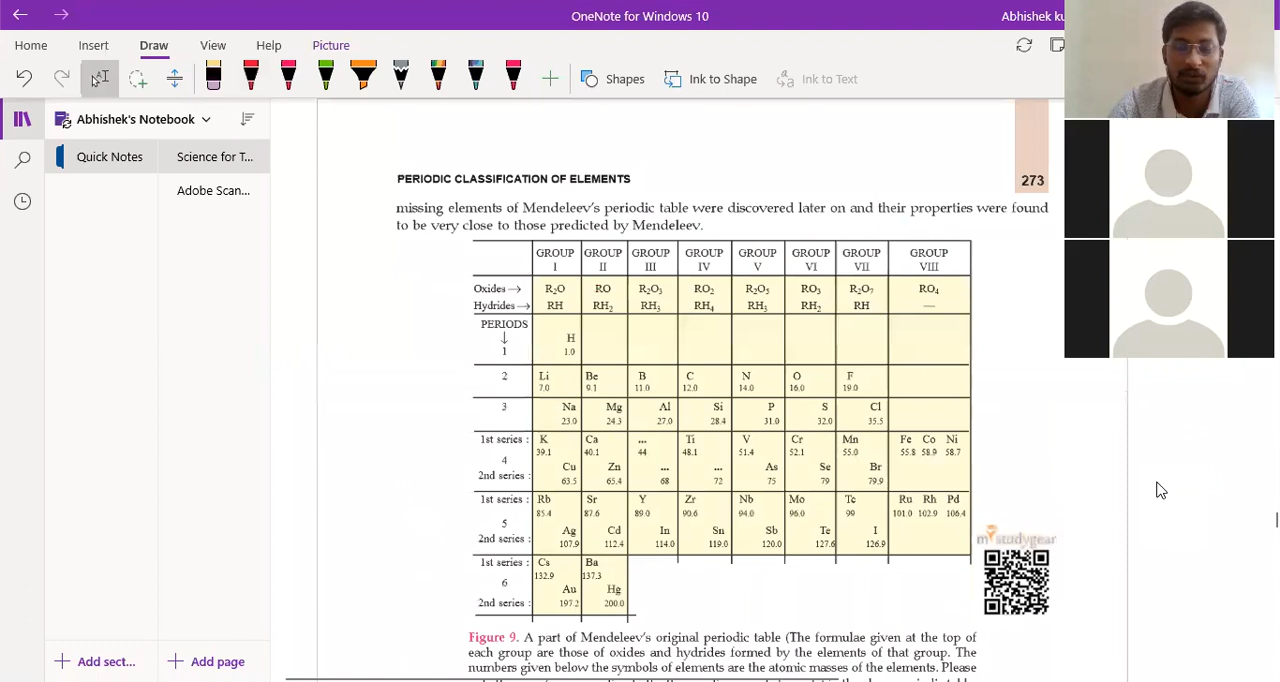 OneNote for Windows 10
Abhishek ku
Home Insert Draw View Help Picture
Shapes Ink to Shape Ink to Text
Abhishek's Notebook
Quick Notes Science for T...
Adobe Scan...
PERIODIC CLASSIFICATION OF ELEMENTS
273
missing elements of Mendeleev's periodic table were discovered later on and their properties were found
to be very close to those predicted by Mendeleev.
GROUP I GROUP II GROUP III GROUP IV GROUP V GROUP VI GROUP VII GROUP VIII
Oxides → R₂O RO R₂O₃ RO₂ R₂O₅ RO₃ R₂O₇ RO₄
Hydrides → RH RH₂ RH₃ RH₄ RH₃ RH₂ RH —
PERIODS
↓
1 H
1.0
2 Li Be B C N O F
7.0 9.1 11.0 12.0 14.0 16.0 19.0
3 Na Mg Al Si P S Cl
23.0 24.3 27.0 28.4 31.0 32.0 35.5
1st series : K Ca ... Ti V Cr Mn Fe Co Ni
39.1 40.1 44 48.1 51.4 52.1 55.0 55.8 58.9 58.7
4
2nd series : Cu Zn ... ... As Se Br
63.5 65.4 68 72 75 79 79.9
1st series : Rb Sr Y Zr Nb Mo Tc Ru Rh Pd
85.4 87.6 89.0 90.6 94.0 96.0 99 101.0 102.9 106.4
5
2nd series : Ag Cd In Sn Sb Te I
107.9 112.4 114.0 119.0 120.0 127.6 126.9
1st series : Cs Ba
132.9 137.3
6
2nd series : Au Hg
197.2 200.0
mystudygear
Figure 9. A part of Mendeleev's original periodic table (The formulae given at the top of
each group are those of oxides and hydrides formed by the elements of that group. The
numbers given below the symbols of elements are the atomic masses of the elements. Please
Add sect... Add page